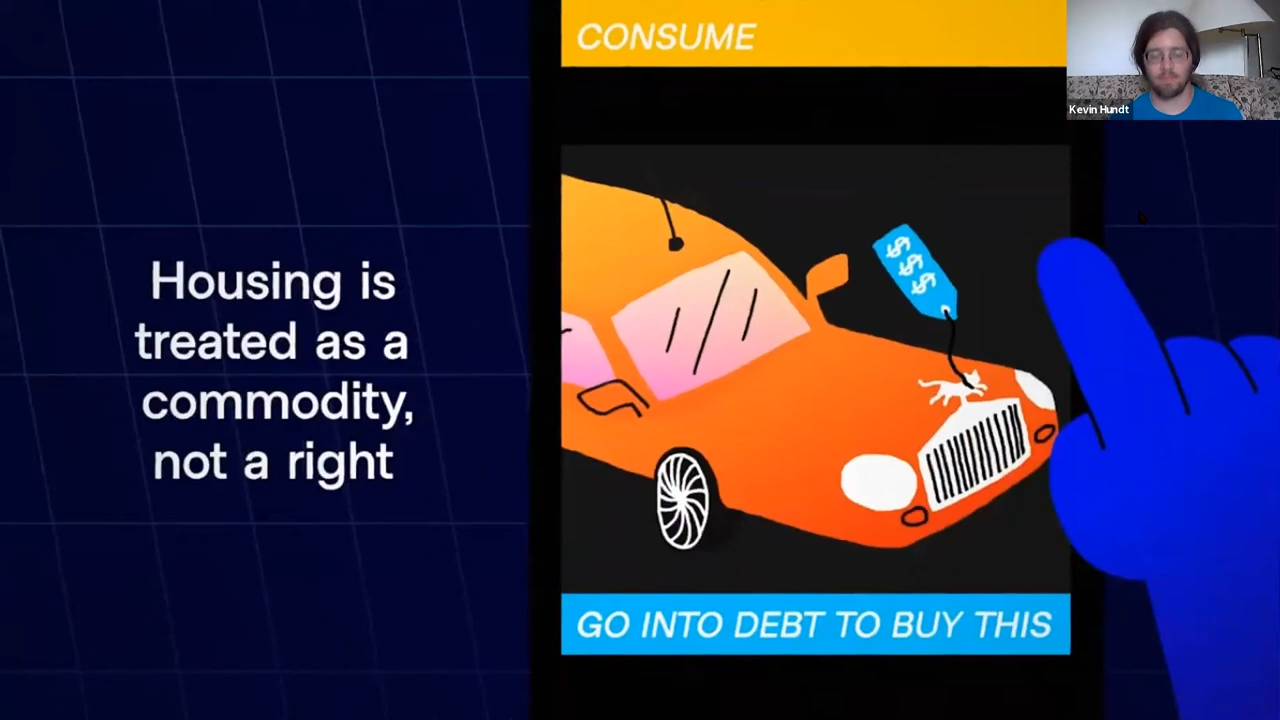 CONSUME
Kevin Hundt
Housing is
treated as a
commodity,
not a right
$$$
GO INTO DEBT TO BUY THIS